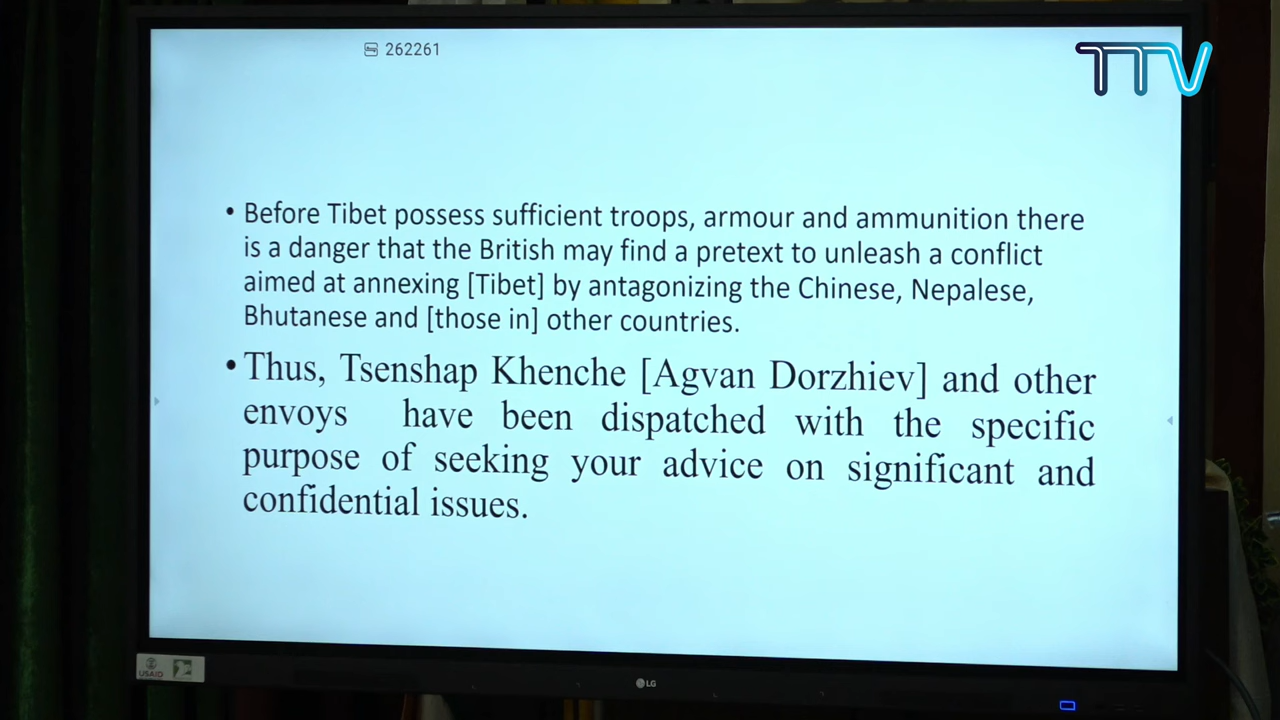 262261
TTV
• Before Tibet possess sufficient troops, armour and ammunition there
is a danger that the British may find a pretext to unleash a conflict
aimed at annexing [Tibet] by antagonizing the Chinese, Nepalese,
Bhutanese and [those in] other countries.
• Thus, Tsenshap Khenche [Agvan Dorzhiev] and other
envoys have been dispatched with the specific
purpose of seeking your advice on significant and
confidential issues.
USAID
LG